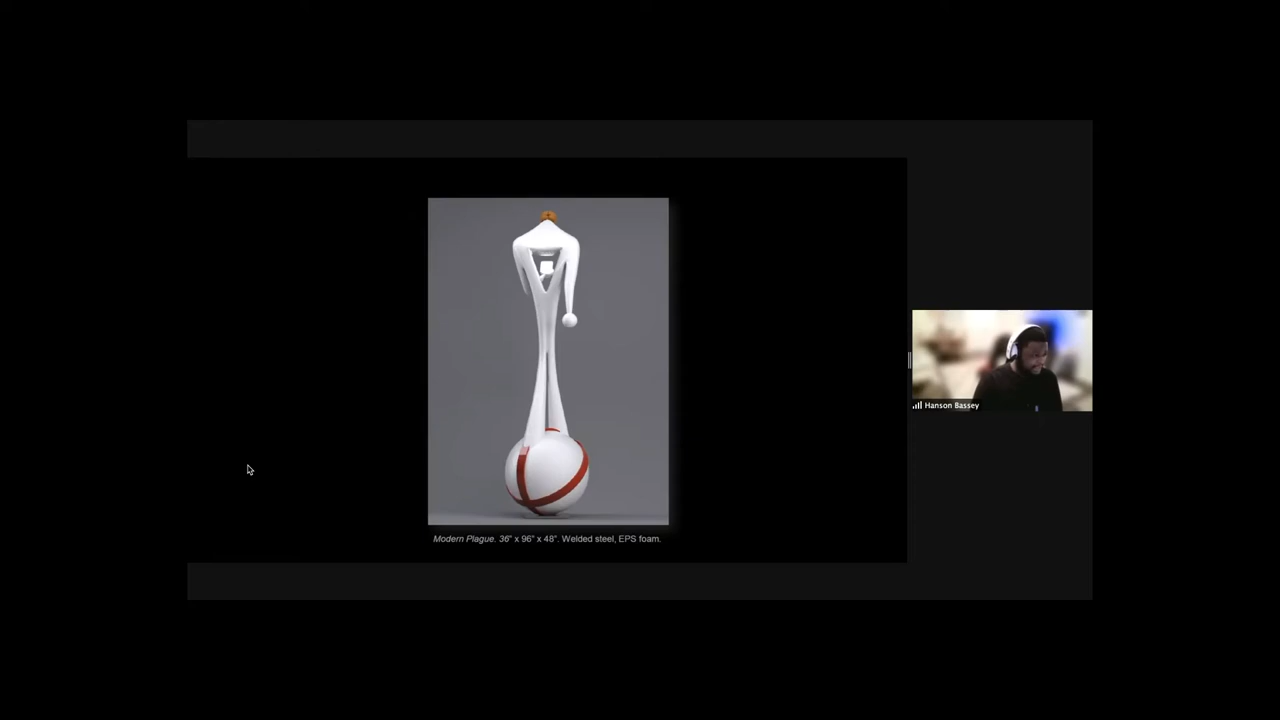 Modern Plague. 36" x 96" x 48". Welded steel, EPS foam.
Hanson Bassey